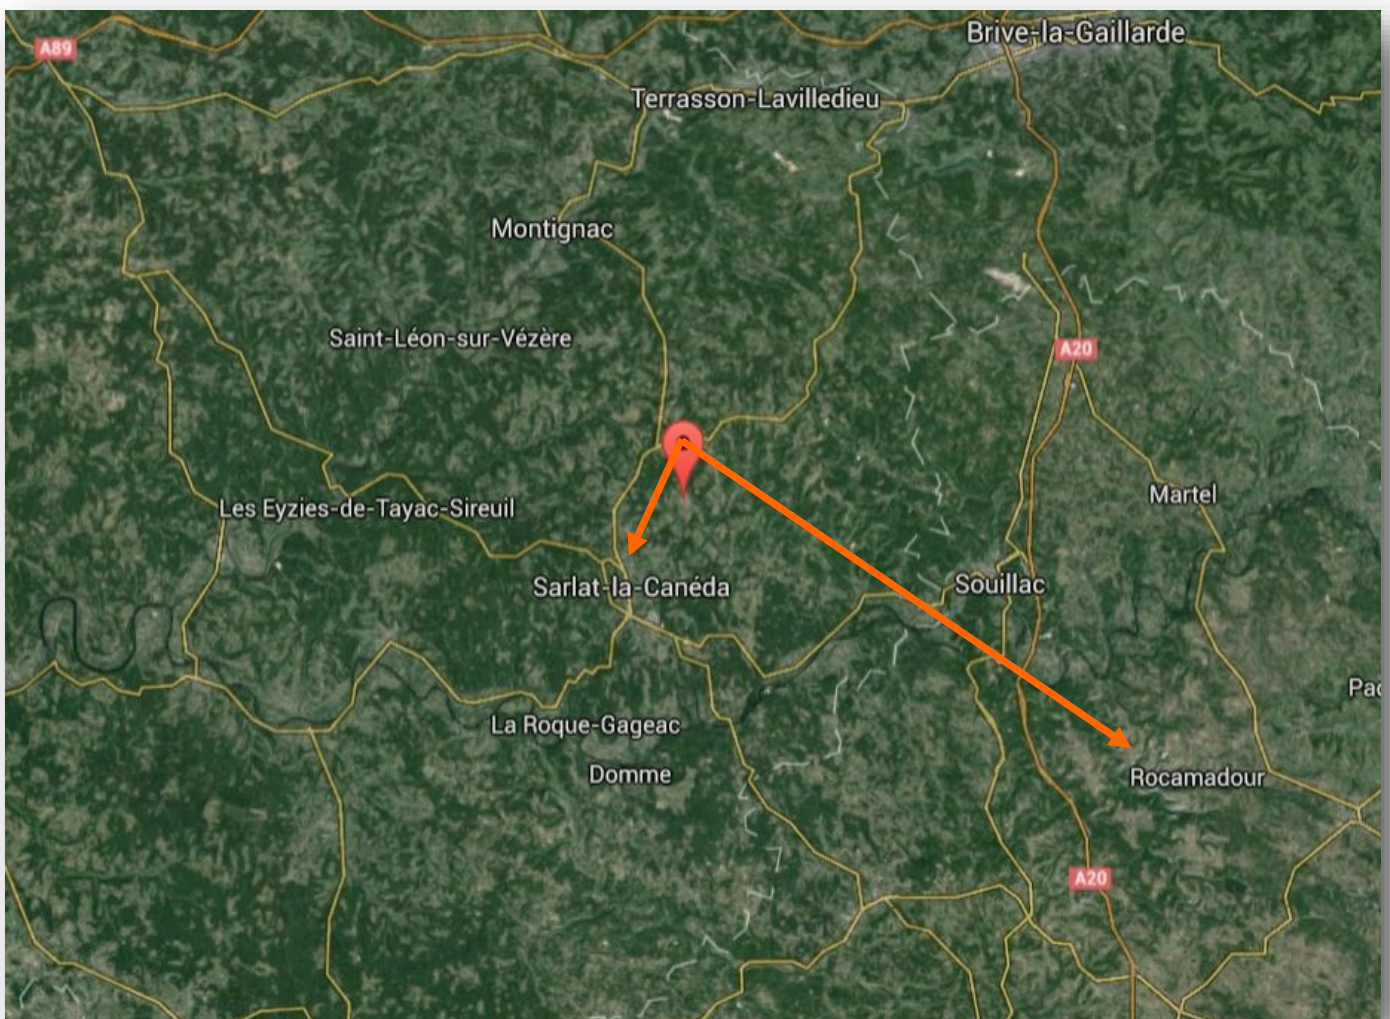 Brive-la-Gaillarde
A89
Terrasson-Lavilledieu
Montignac
Saint-Léon-sur-Vézère
A20
Martel
Les Eyzies-de-Tayac-Sireuil
Sarlat-la-Canéda
Souillac
Pac
La Roque-Gageac
Domme
Rocamadour
A20